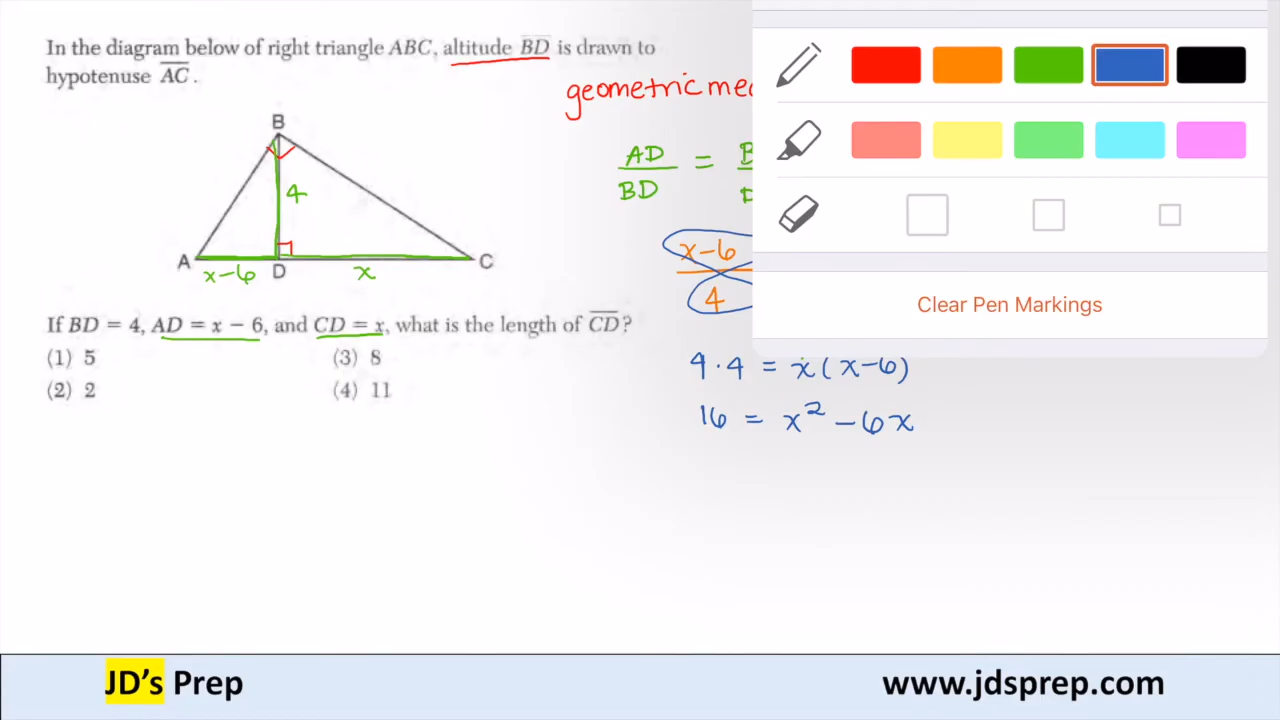 In the diagram below of right triangle ABC, altitude BD is drawn to
hypotenuse AC.
geometric mea
B
4
A
x-6
D
x
C
AD
BD
=
x-6
4
If BD = 4, AD = x − 6, and CD = x, what is the length of CD?
(1) 5
(3) 8
(2) 2
(4) 11
Clear Pen Markings
4 · 4 = x(x-6)
16 = x² - 6x
JD's Prep
www.jdsprep.com